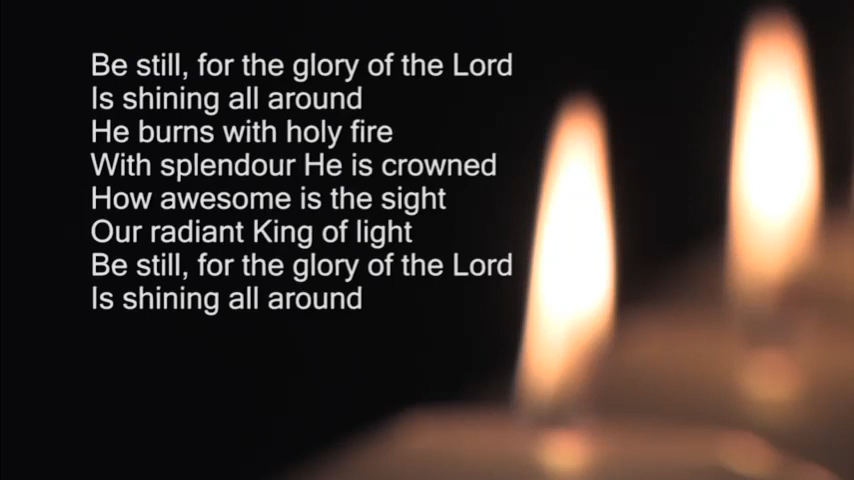 Be still, for the glory of the Lord
Is shining all around
He burns with holy fire
With splendour He is crowned
How awesome is the sight
Our radiant King of light
Be still, for the glory of the Lord
Is shining all around